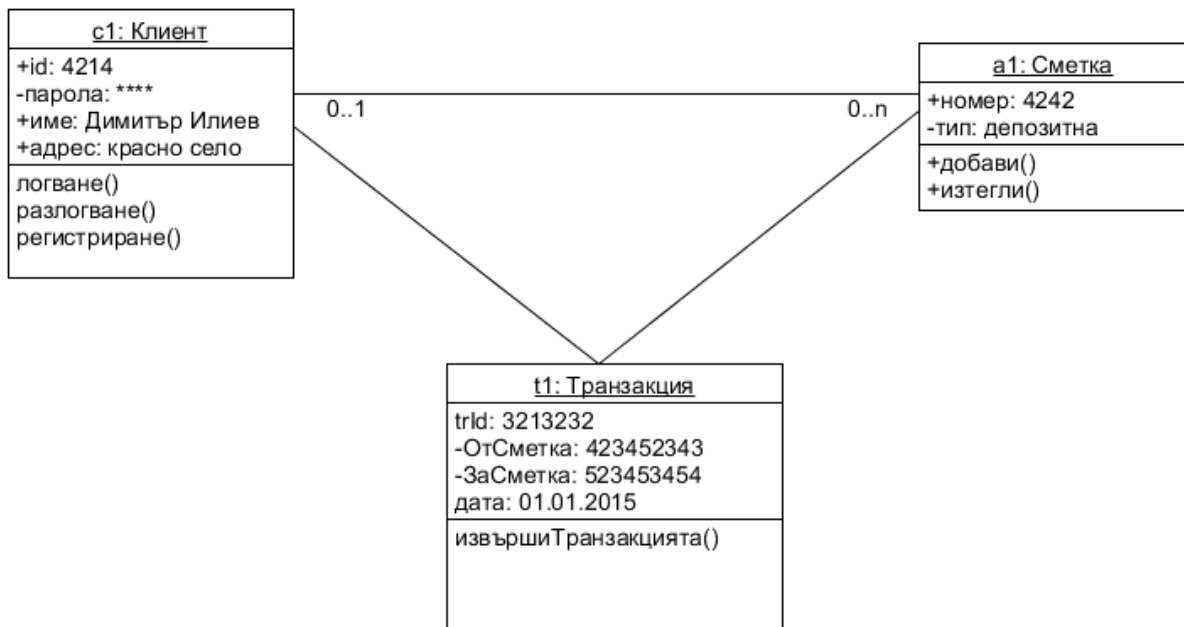 c1: Клиент
+id: 4214
-парола: ****
+име: Димитър Илиев
+адрес: красно село
логване()
разлогване()
регистриране()
0..1
0..n
a1: Сметка
+номер: 4242
-тип: депозитна
+добави()
+изтегли()
t1: Транзакция
trId: 3213232
-ОтСметка: 423452343
-ЗаСметка: 523453454
дата: 01.01.2015
извършиТранзакцията()